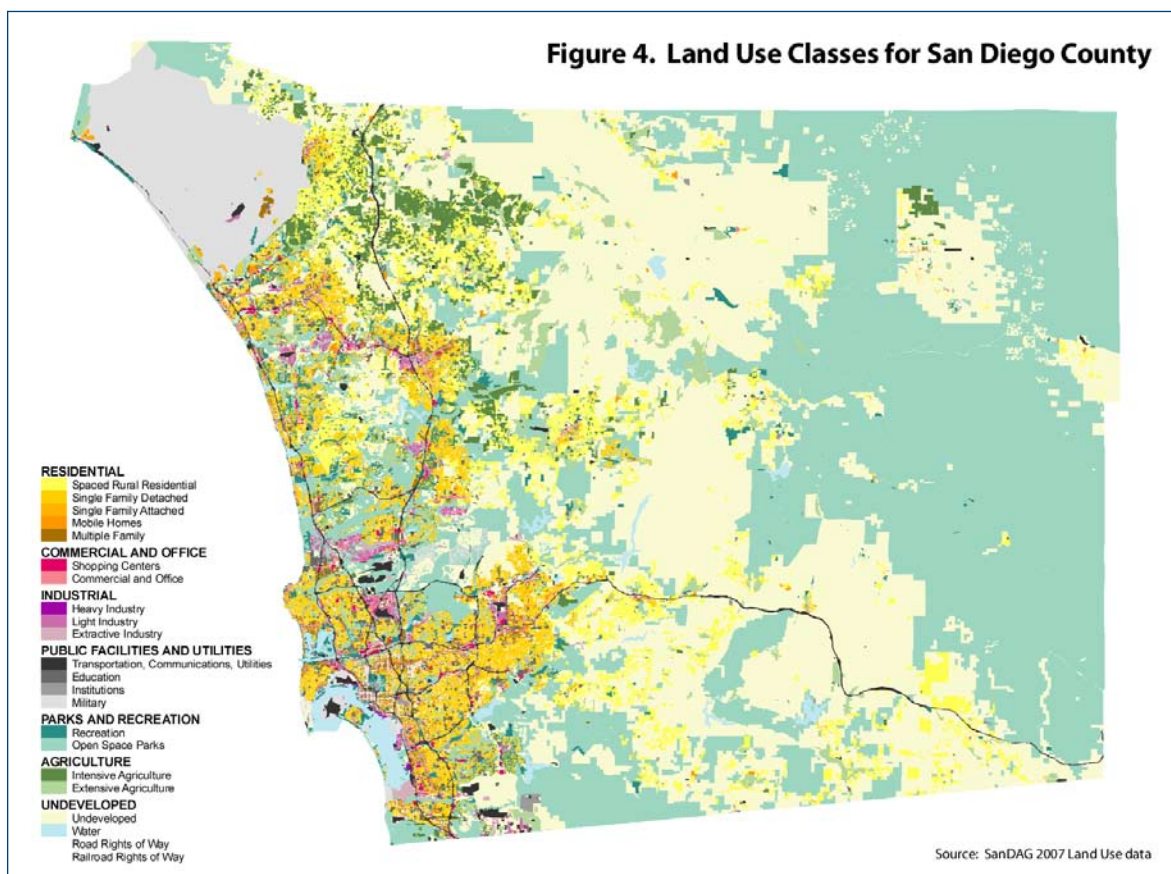 Figure 4. Land Use Classes for San Diego County
RESIDENTIAL
Spaced Rural Residential
Single Family Detached
Single Family Attached
Mobile Homes
Multiple Family
COMMERCIAL AND OFFICE
Shopping Centers
Commercial and Office
INDUSTRIAL
Heavy Industry
Light Industry
Extractive Industry
PUBLIC FACILITIES AND UTILITIES
Transportation, Communications, Utilities
Education
Institutions
Military
PARKS AND RECREATION
Recreation
Open Space Parks
AGRICULTURE
Intensive Agriculture
Extensive Agriculture
UNDEVELOPED
Undeveloped
Water
Road Rights of Way
Railroad Rights of Way
Source: SanDAG 2007 Land Use data